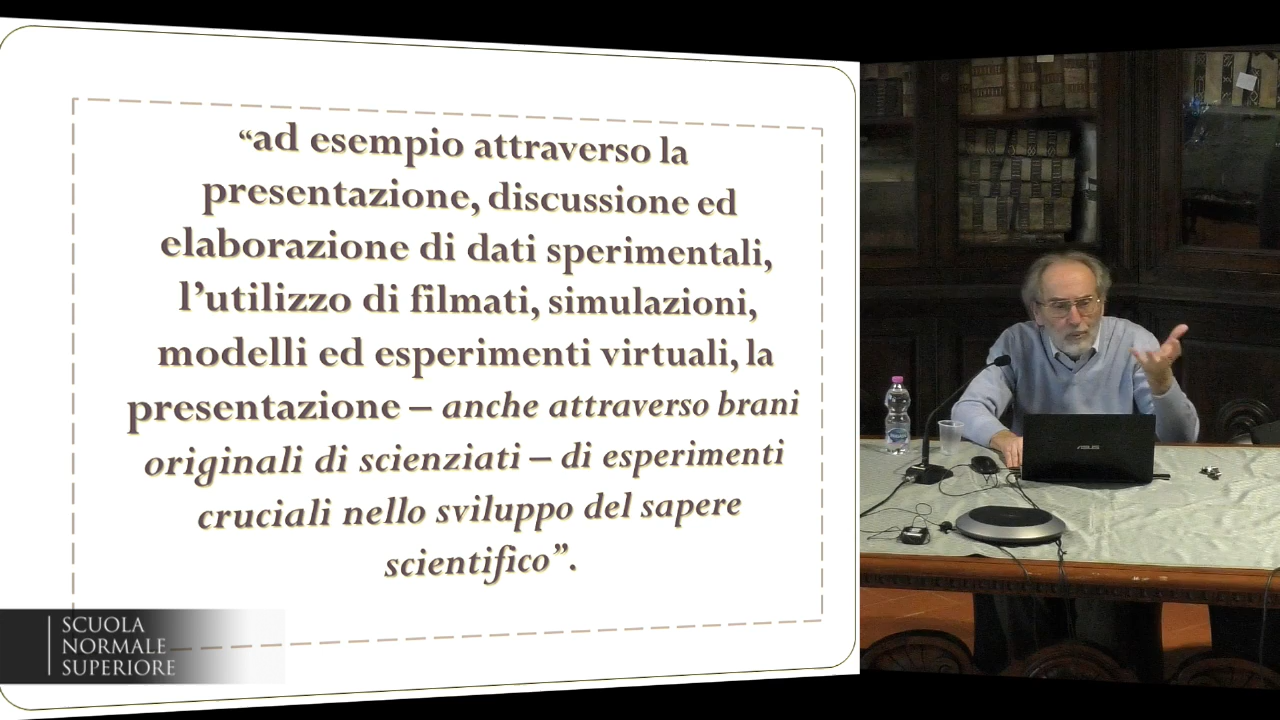 “ad esempio attraverso la
presentazione, discussione ed
elaborazione di dati sperimentali,
l’utilizzo di filmati, simulazioni,
modelli ed esperimenti virtuali, la
presentazione – anche attraverso brani
originali di scienziati – di esperimenti
cruciali nello sviluppo del sapere
scientifico”.
SCUOLA
NORMALE
SUPERIORE
ASUS